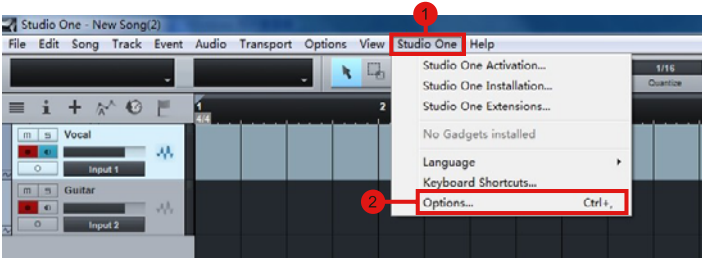 1
Studio One - New Song(2)
File Edit Song Track Event Audio Transport Options View Studio One Help
Studio One Activation...
1/16
Quantize
Studio One Installation...
Studio One Extensions...
1
2
4/4
No Gadgets installed
m s Vocal
Language
Input 1
Keyboard Shortcuts...
m s Guitar
2
Options... Ctrl+,
Input 2